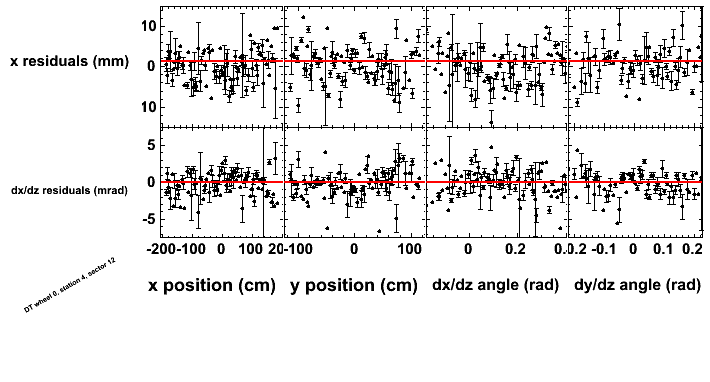 10
x residuals (mm)
0
10
5
dx/dz residuals (mrad)
0
-5
-200-100 0 100 20-100 0 100 0 0.2 0.0.2 -0.1 0 0.1 0.2
x position (cm) y position (cm) dx/dz angle (rad) dy/dz angle (rad)
DT wheel 0, station 4, sector 12